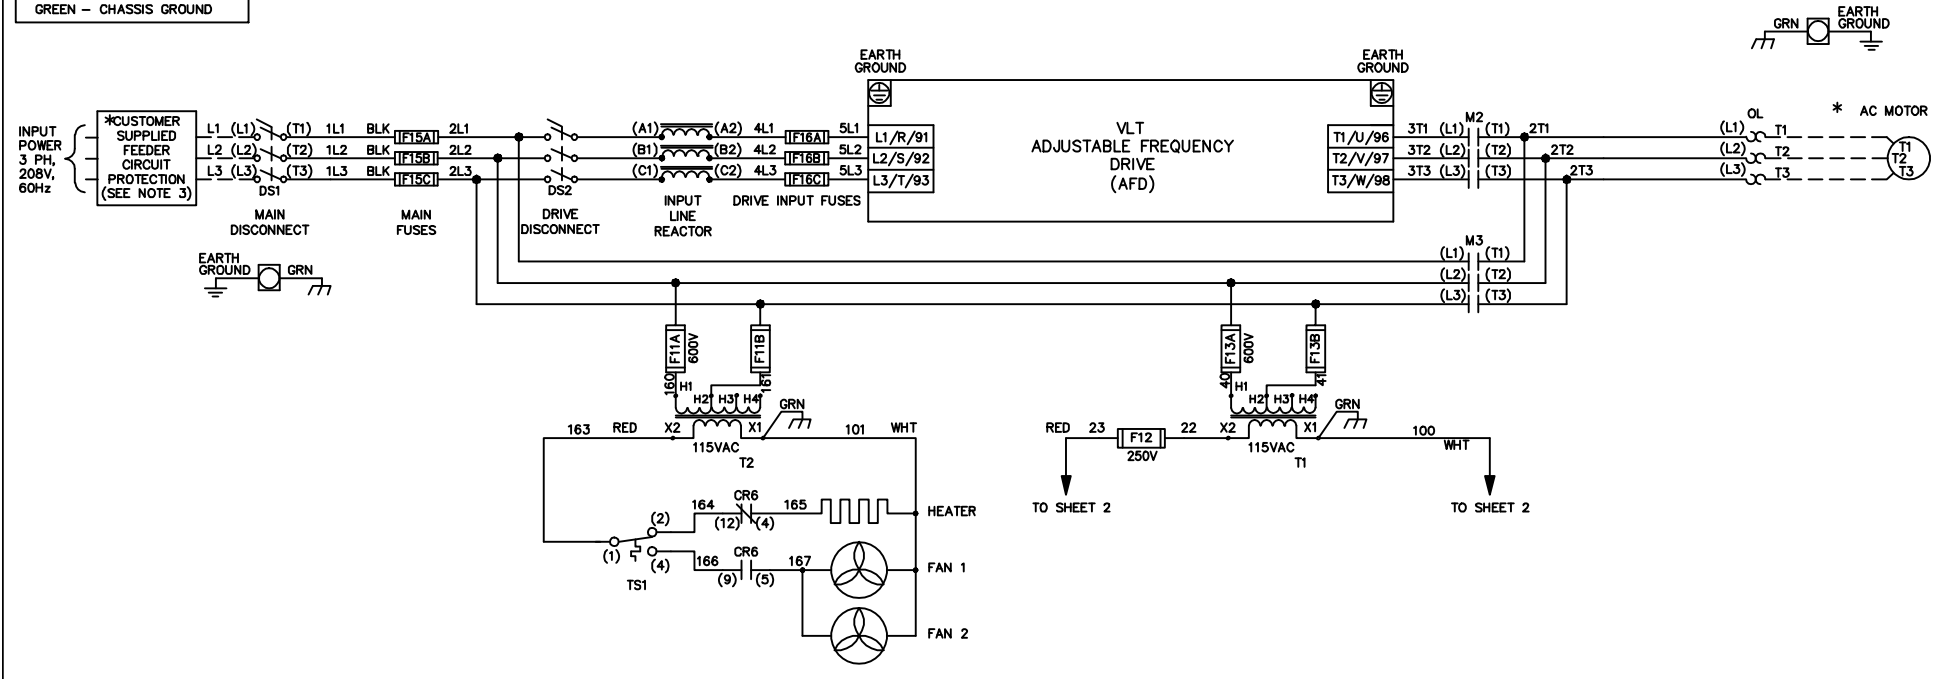 GREEN – CHASSIS GROUND
GRN
EARTH
GROUND
EARTH
GROUND
EARTH
GROUND
INPUT
POWER
3 PH,
208V,
60Hz
*CUSTOMER
SUPPLIED
FEEDER
CIRCUIT
PROTECTION
(SEE NOTE 3)
L1 (L1) (T1) 1L1 BLK F15A 2L1
L2 (L2) (T2) 1L2 BLK F15B 2L2
L3 (L3) (T3) 1L3 BLK F15C 2L3
DS1
MAIN
DISCONNECT
MAIN
FUSES
DS2
DRIVE
DISCONNECT
(A1) (A2) 4L1 F16A 5L1
(B1) (B2) 4L2 F16B 5L2
(C1) (C2) 4L3 F16C 5L3
INPUT
LINE
REACTOR
DRIVE INPUT FUSES
L1/R/91
L2/S/92
L3/T/93
VLT
ADJUSTABLE FREQUENCY
DRIVE
(AFD)
T1/U/96
T2/V/97
T3/W/98
M2
3T1 (L1) (T1) 2T1
3T2 (L2) (T2) 2T2
3T3 (L3) (T3) 2T3
OL
(L1) T1
(L2) T2
(L3) T3
* AC MOTOR
T1
T2
T3
EARTH
GROUND
GRN
M3
(L1) (T1)
(L2) (T2)
(L3) (T3)
F11A
600V
F11B
160
161
H1
H2 H3 H4
GRN
163 RED X2 X1 101 WHT
115VAC
T2
F13A
600V
F13B
40
41
H1
H2 H3 H4
GRN
RED 23 F12 22 X2 X1 100
WHT
250V
115VAC
T1
TO SHEET 2
TO SHEET 2
CR6
164 165
(2) (12) (4)
HEATER
(1)
(4)
TS1
CR6
166 167
(9) (5)
FAN 1
FAN 2